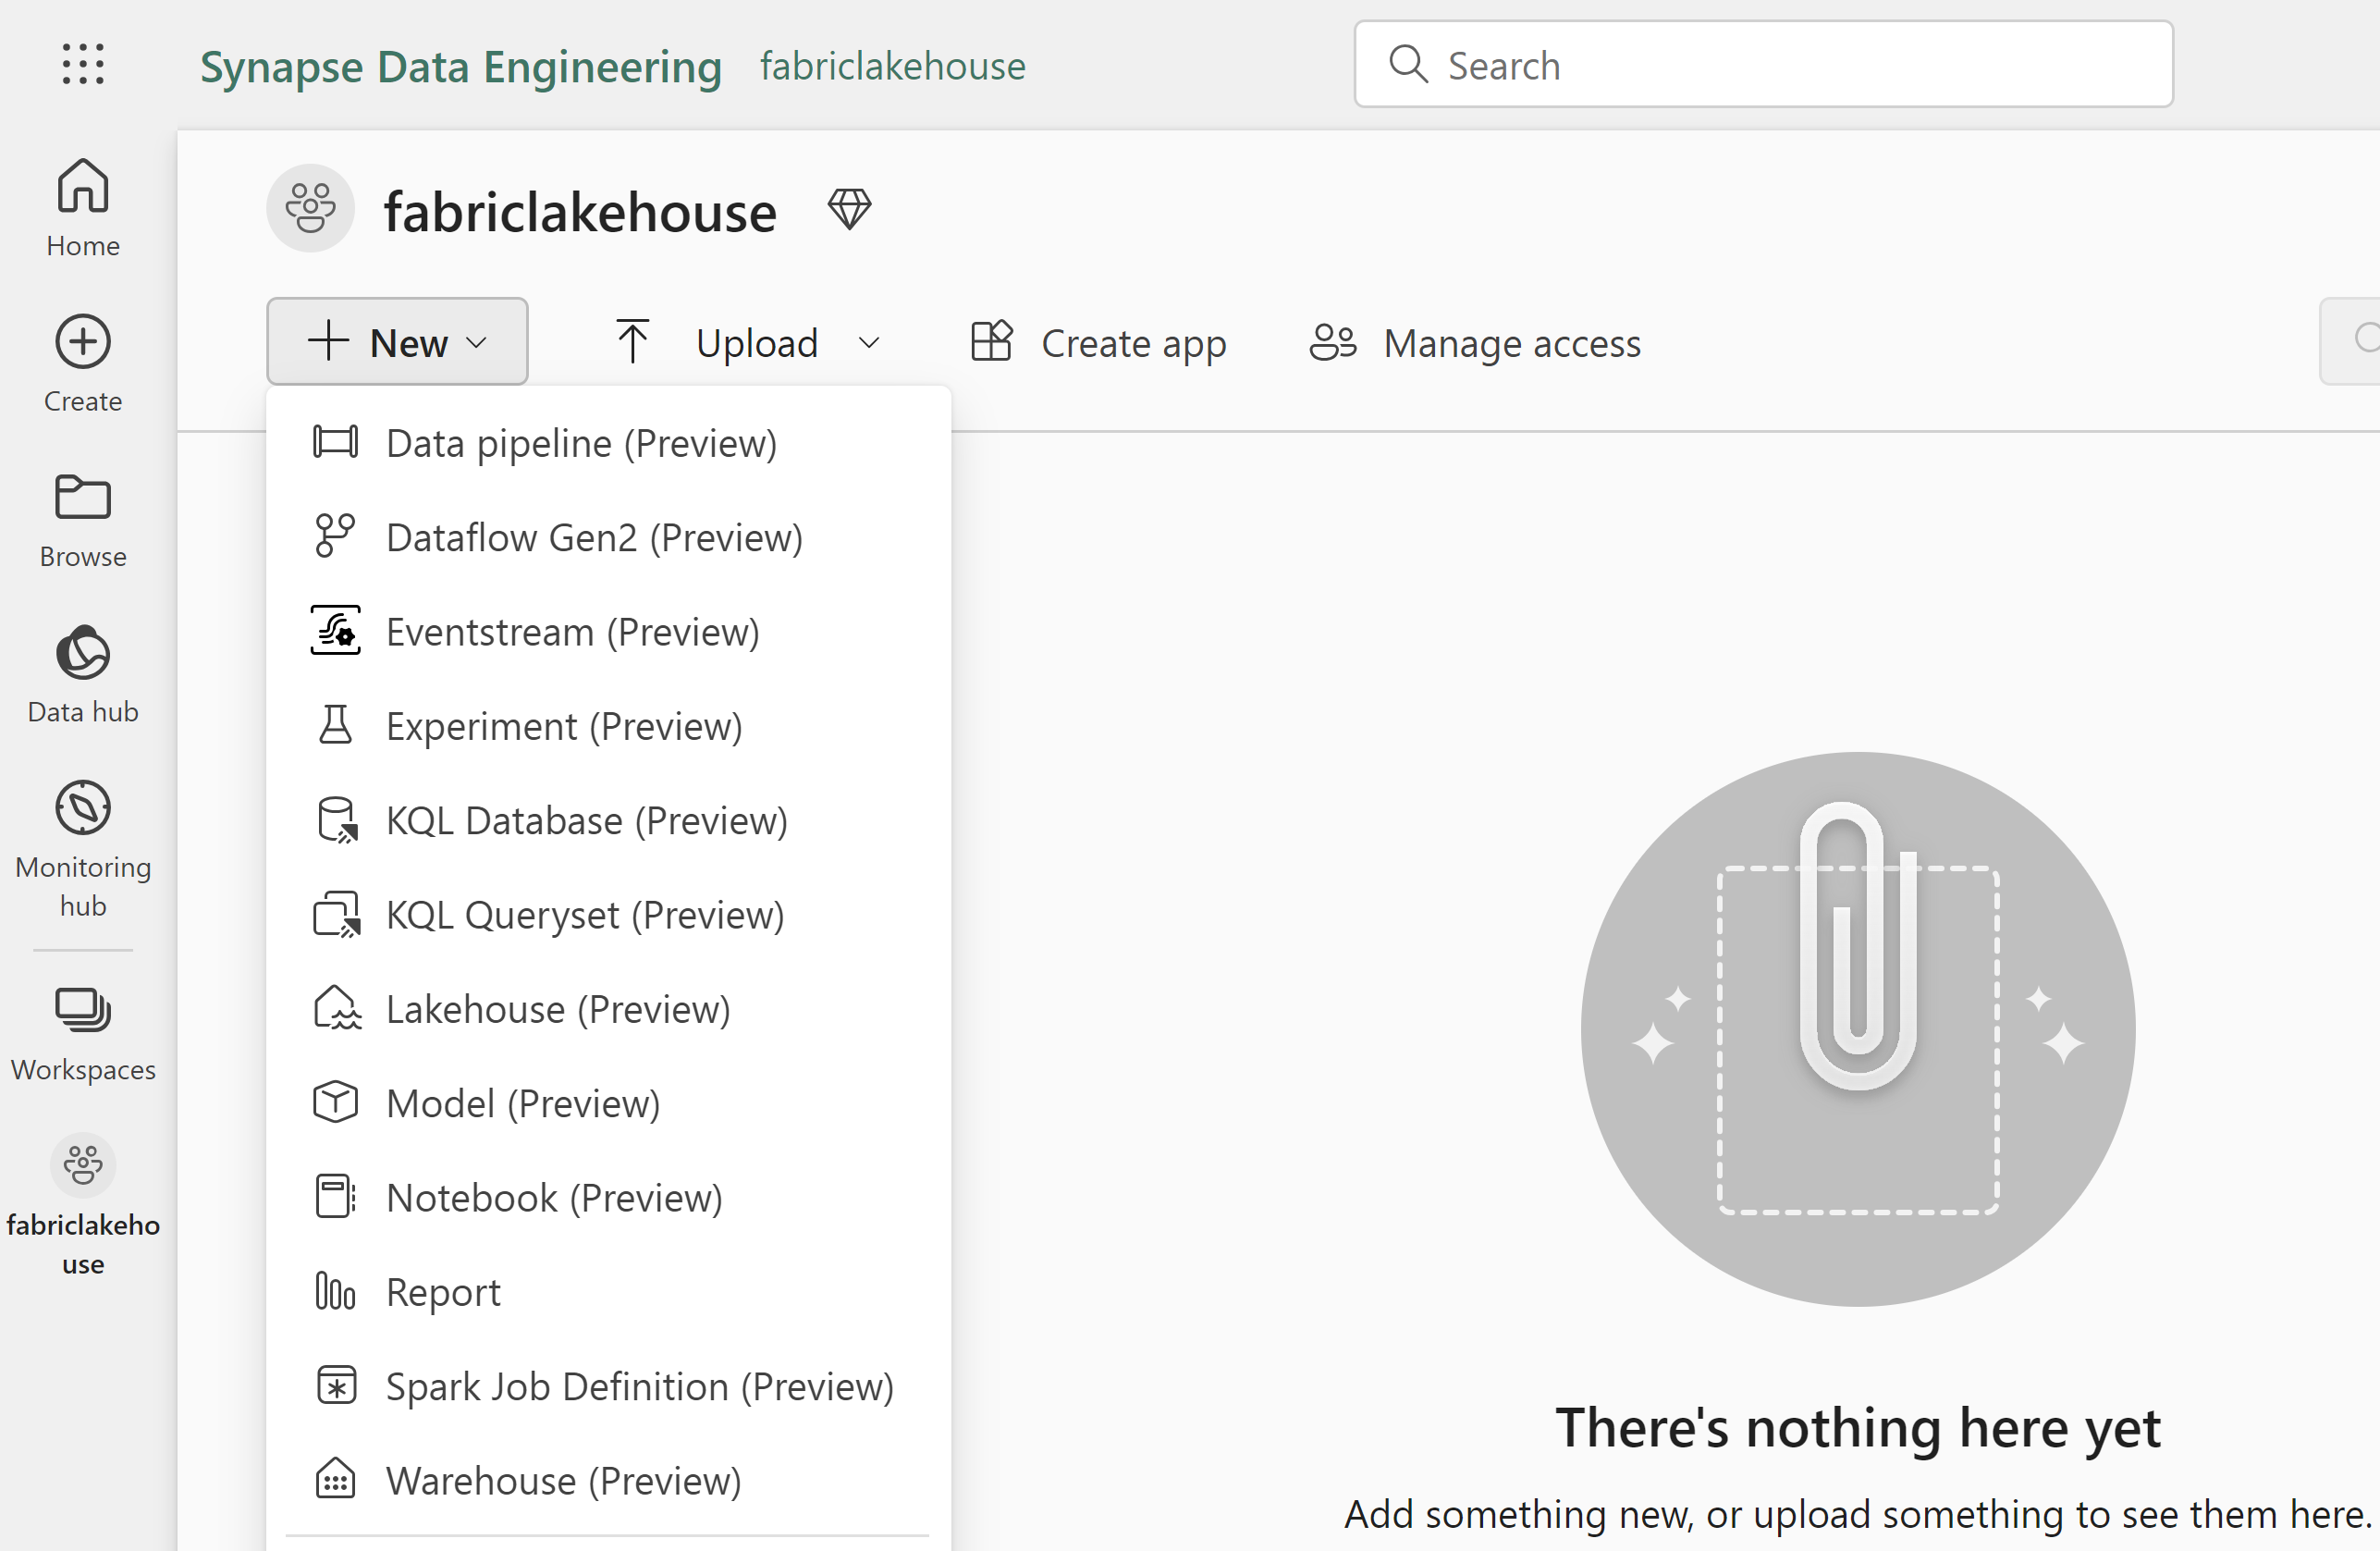 Synapse Data Engineering fabriclakehouse
Search
Home
Create
Browse
Data hub
Monitoring
hub
Workspaces
fabriclakeho
use
fabriclakehouse
New
Upload
Create app
Manage access
Data pipeline (Preview)
Dataflow Gen2 (Preview)
Eventstream (Preview)
Experiment (Preview)
KQL Database (Preview)
KQL Queryset (Preview)
Lakehouse (Preview)
Model (Preview)
Notebook (Preview)
Report
Spark Job Definition (Preview)
Warehouse (Preview)
There's nothing here yet
Add something new, or upload something to see them here.